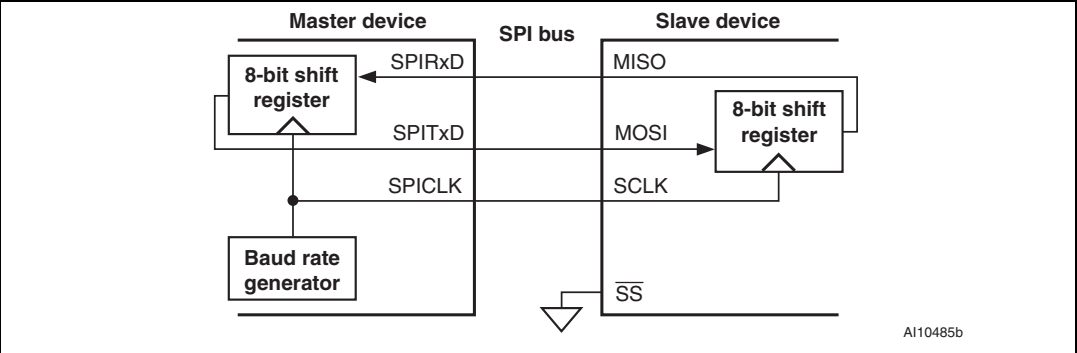 Master device
SPI bus
Slave device
SPIRxD
MISO
8-bit shift
register
8-bit shift
register
SPITxD
MOSI
SPICLK
SCLK
Baud rate
generator
SS
AI10485b